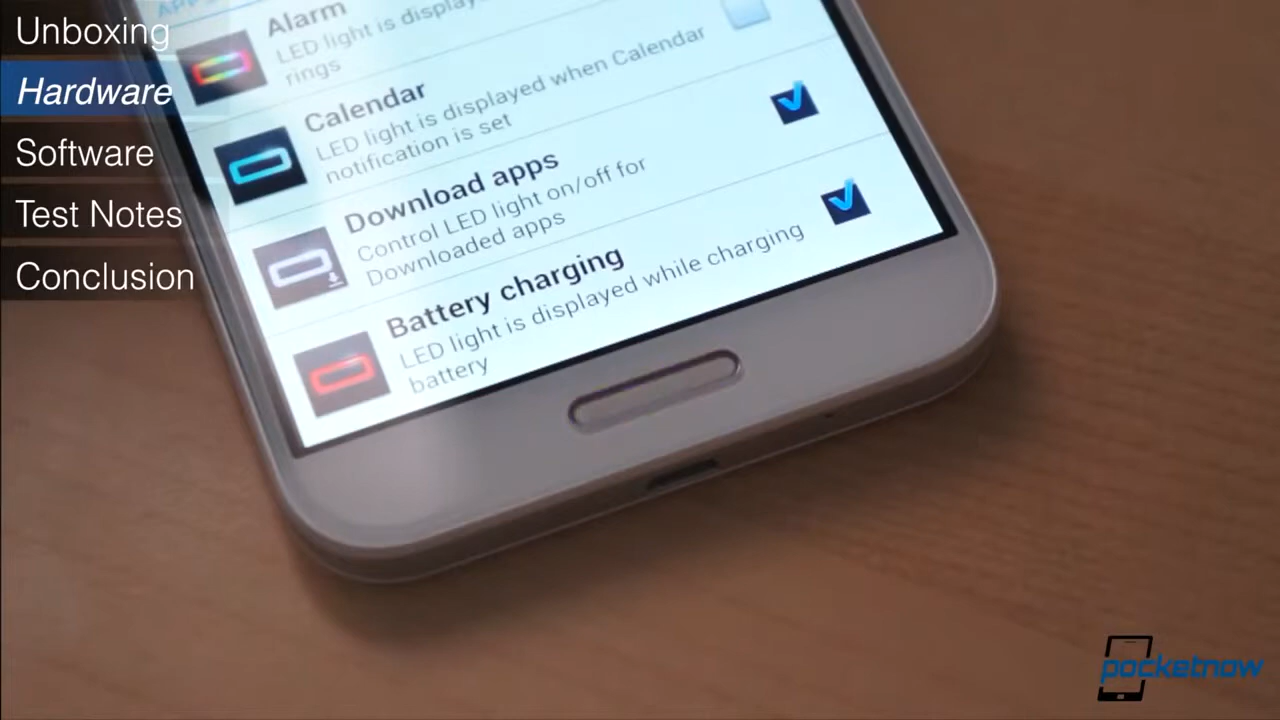 Unboxing
Hardware
Software
Test Notes
Conclusion
Alarm
LED light is
rings
Calendar
LED light is displayed when Calendar
notification is set
Download apps
Control LED light on/off for
Downloaded apps
Battery charging
LED light is displayed while charging
battery
pocketnow